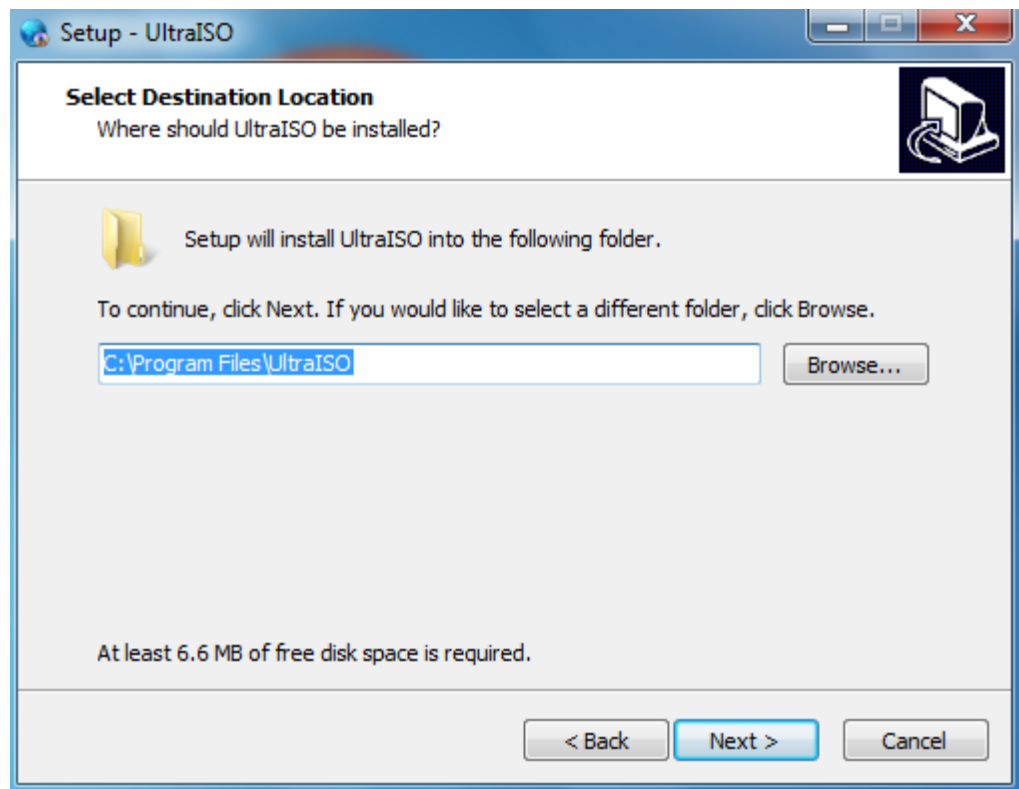 Setup - UltraISO
Select Destination Location
Where should UltraISO be installed?
Setup will install UltraISO into the following folder.
To continue, click Next. If you would like to select a different folder, click Browse.
C:\Program Files\UltraISO
Browse...
At least 6.6 MB of free disk space is required.
< Back
Next >
Cancel